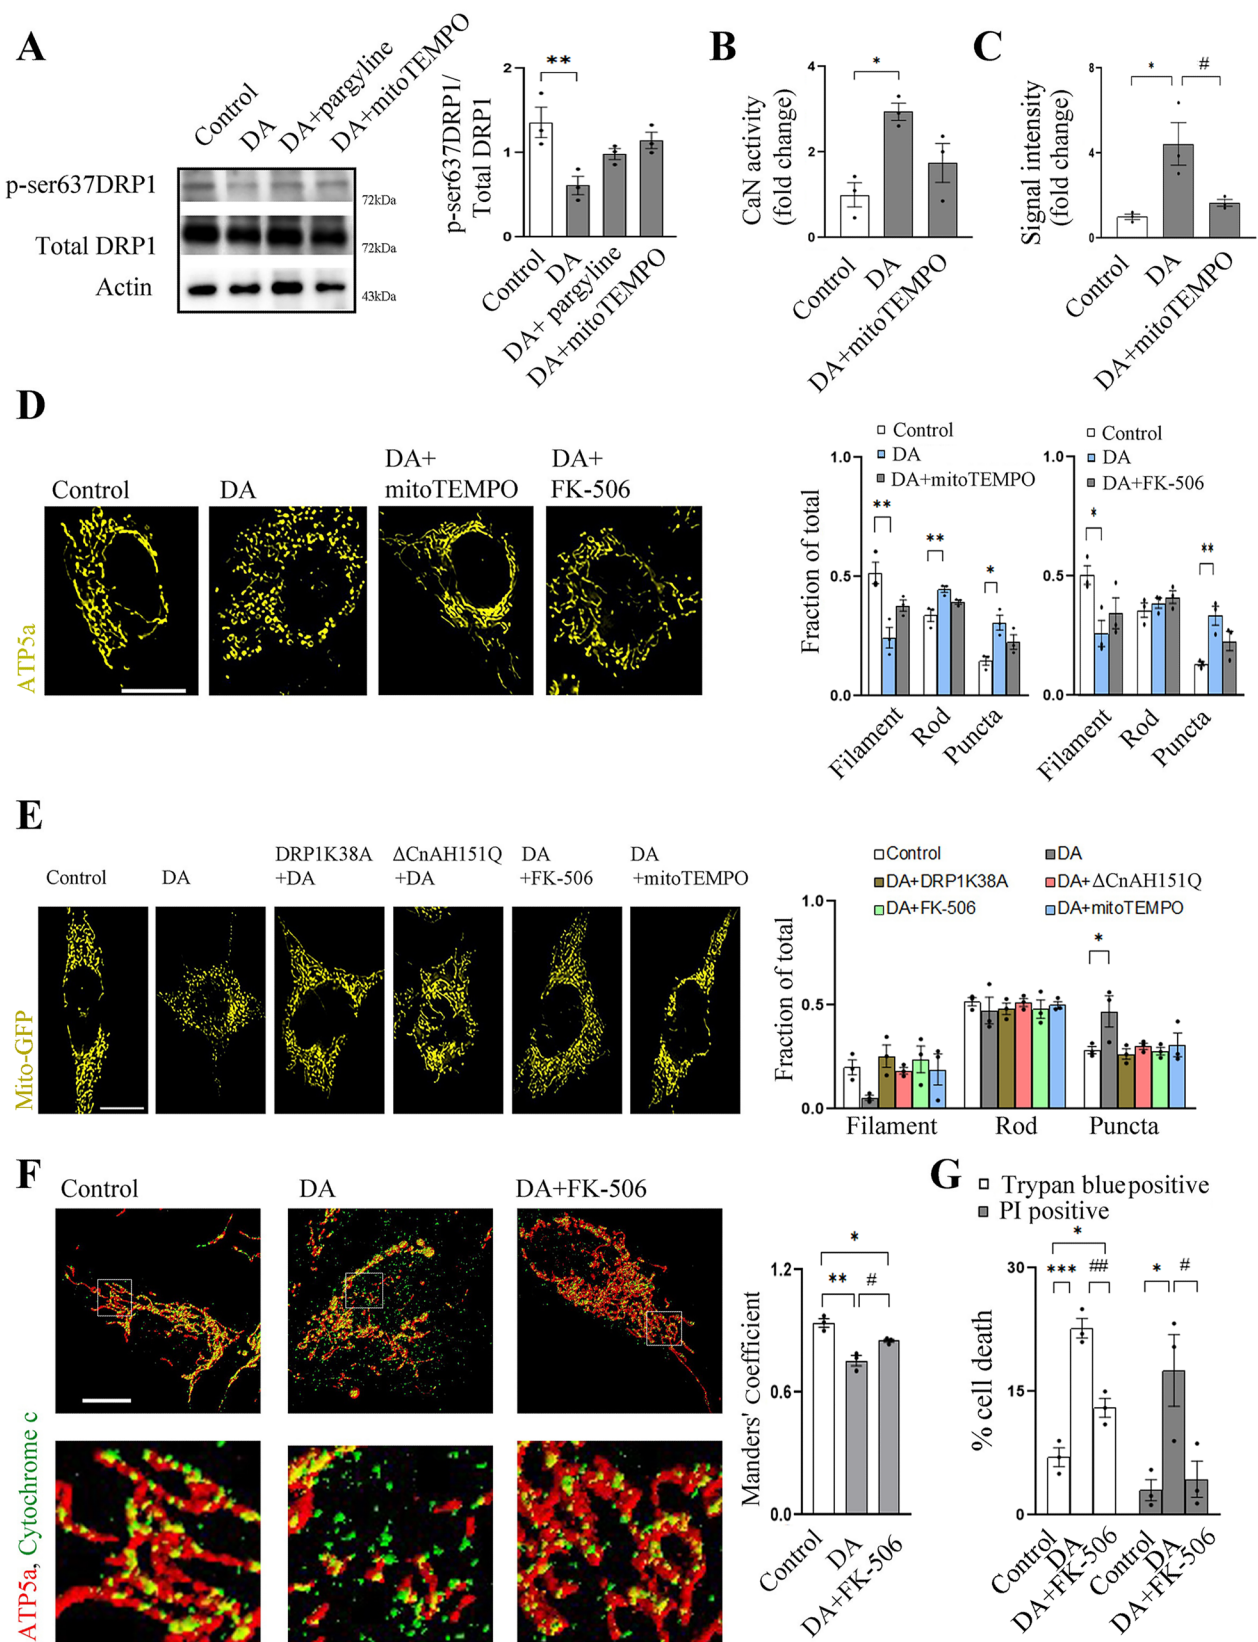 A
Control
DA
DA+pargyline
DA+mitoTEMPO
p-ser637DRP1
72kDa
Total DRP1
72kDa
Actin
43kDa
p-ser637DRP1/
Total DRP1
2
1
0
**
Control
DA
DA+ pargyline
DA+mitoTEMPO
B
CaN activity
(fold change)
4
2
0
*
Control
DA
DA+mitoTEMPO
C
Signal intensity
(fold change)
8
4
0
*
#
Control
DA
DA+mitoTEMPO
D
Control
DA
DA+
mitoTEMPO
DA+
FK-506
ATP5a
Fraction of total
1.0
0.5
0.0
Control
DA
DA+mitoTEMPO
**
**
*
Filament
Rod
Puncta
1.0
0.5
0.0
Control
DA
DA+FK-506
*
**
Filament
Rod
Puncta
E
Control
DA
DRP1K38A
+DA
ΔCnAH151Q
+DA
DA
+FK-506
DA
+mitoTEMPO
Mito-GFP
Control
DA
DA+DRP1K38A
DA+ΔCnAH151Q
DA+FK-506
DA+mitoTEMPO
Fraction of total
1.0
0.5
0.0
*
Filament
Rod
Puncta
F
Control
DA
DA+FK-506
ATP5a, Cytochrome c
Manders' Coefficient
1.2
0.6
0.0
*
**
#
Control
DA
DA+FK-506
G
Trypan blue positive
PI positive
% cell death
30
15
0
*
***
##
*
#
Control
DA
DA+FK-506
Control
DA
DA+FK-506